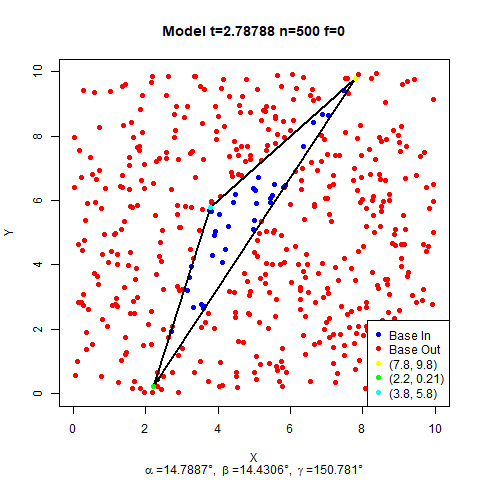 Model t=2.78788 n=500 f=0
10
8
6
4
2
0
Y
Base In
Base Out
(7.8, 9.8)
(2.2, 0.21)
(3.8, 5.8)
0 2 4 6 8 10
X
α=14.7887°, β=14.4306°, γ=150.781°